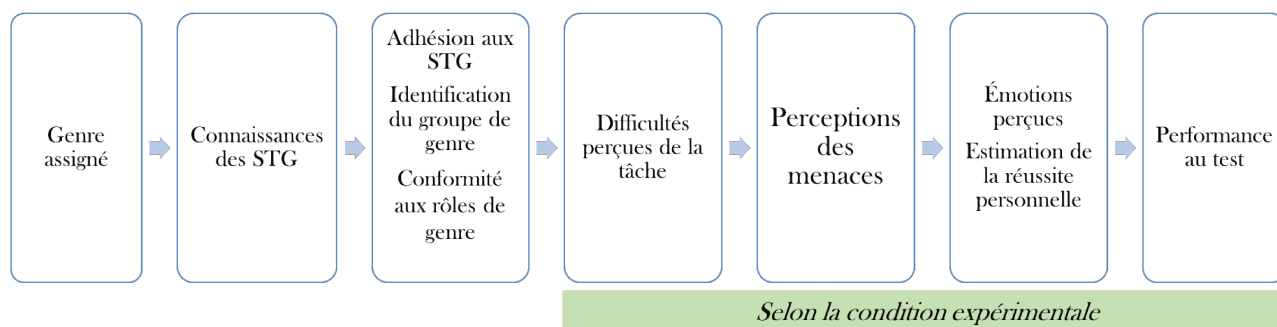 Genre
assigné
Connaissances
des STG
Adhésion aux
STG
Identification
du groupe de
genre
Conformité
aux rôles de
genre
Difficultés
perçues de la
tâche
Perceptions
des
menaces
Émotions
perçues
Estimation de
la réussite
personnelle
Performance
au test
Selon la condition expérimentale